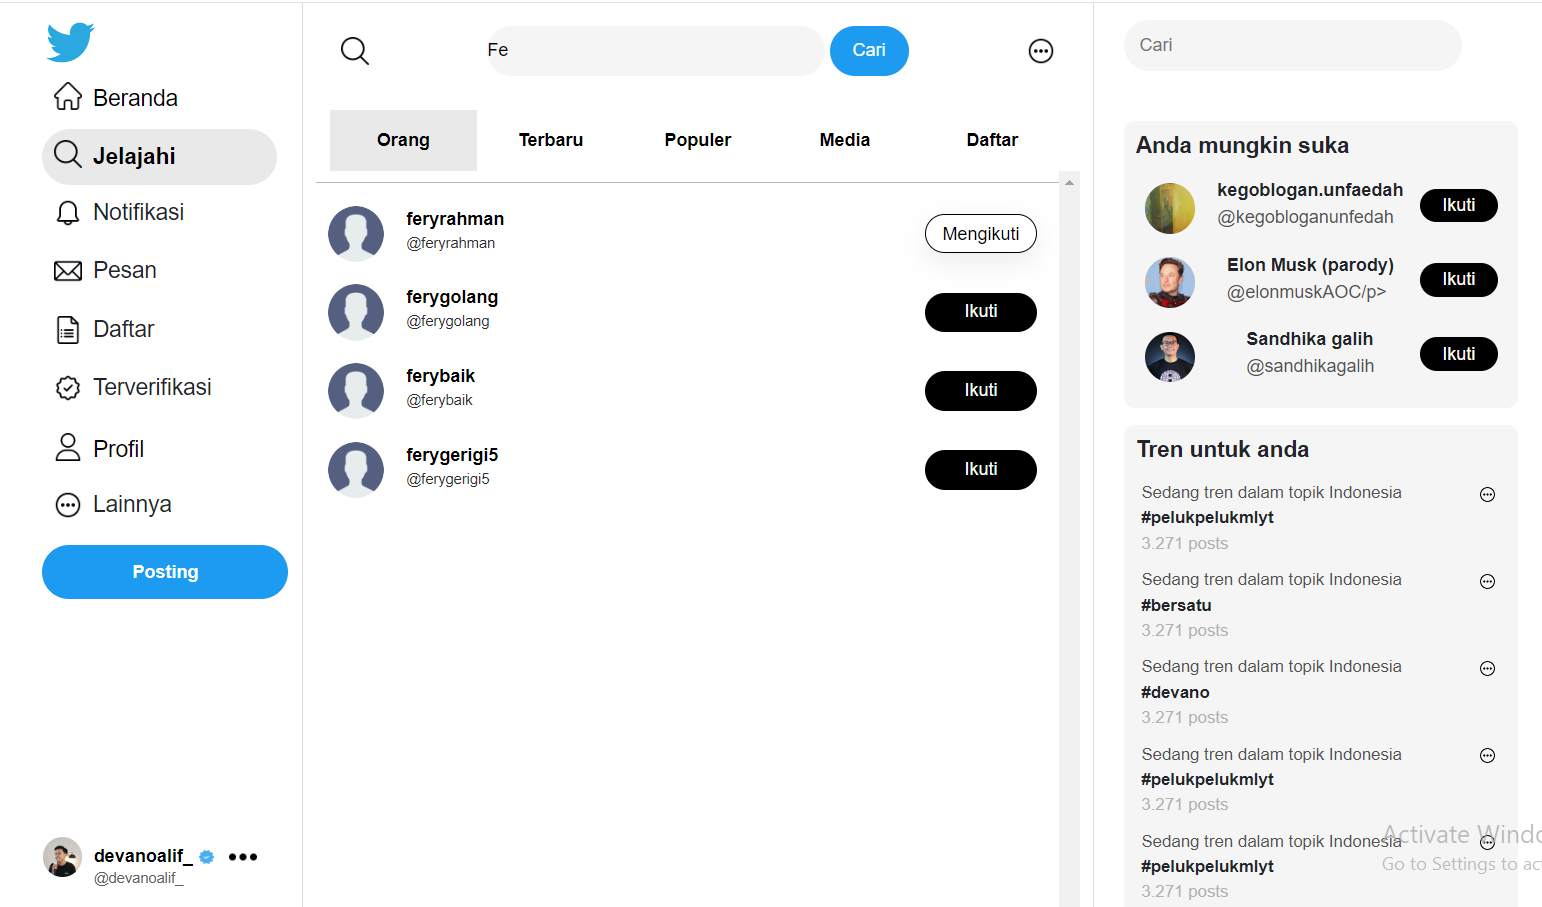 Beranda
Jelajahi
Notifikasi
Pesan
Daftar
Terverifikasi
Profil
Lainnya
Posting
devanoalif_
@devanoalif_
Fe
Cari
Orang
Terbaru
Populer
Media
Daftar
feryrahman
@feryrahman
Mengikuti
ferygolang
@ferygolang
Ikuti
ferybaik
@ferybaik
Ikuti
ferygerigi5
@ferygerigi5
Ikuti
Cari
Anda mungkin suka
kegoblogan.unfaedah
@kegobloganunfedah
Ikuti
Elon Musk (parody)
@elonmuskAOC/p>
Ikuti
Sandhika galih
@sandhikagalih
Ikuti
Tren untuk anda
Sedang tren dalam topik Indonesia
#pelukpelukmlyt
3.271 posts
Sedang tren dalam topik Indonesia
#bersatu
3.271 posts
Sedang tren dalam topik Indonesia
#devano
3.271 posts
Sedang tren dalam topik Indonesia
#pelukpelukmlyt
3.271 posts
Sedang tren dalam topik Indonesia
#pelukpelukmlyt
3.271 posts
Activate Windo
Go to Settings to act